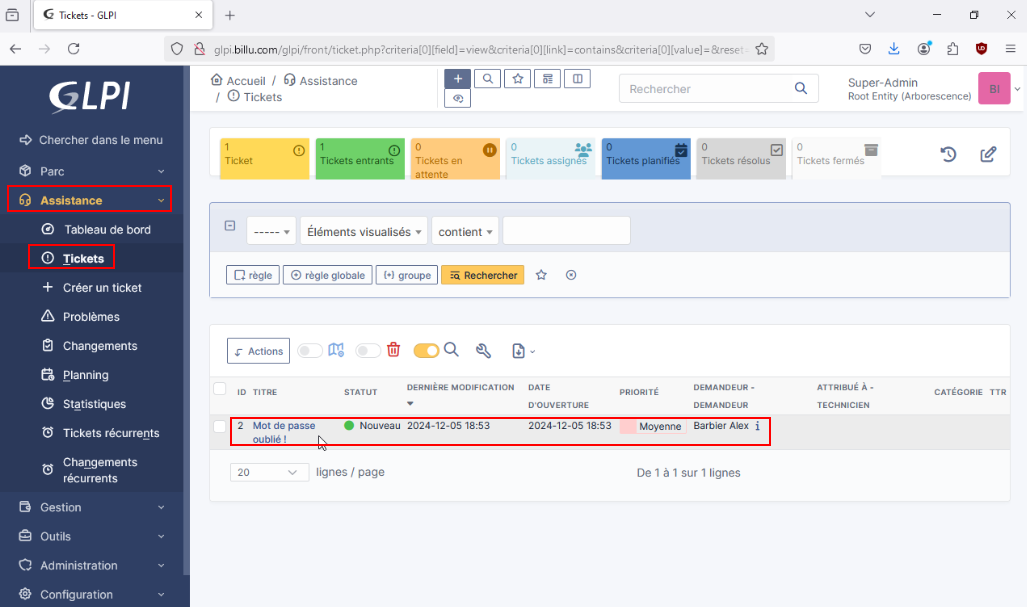 Tickets - GLPI
glpi.billu.com/glpi/front/ticket.php?criteria[0][field]=view&criteria[0][link]=contains&criteria[0][value]=&reset=
GLPI
Chercher dans le menu
Parc
Assistance
Tableau de bord
Tickets
Créer un ticket
Problèmes
Changements
Planning
Statistiques
Tickets récurrents
Changements
récurrents
Gestion
Outils
Administration
Configuration
Accueil / Assistance
/ Tickets
Rechercher
Super-Admin
Root Entity (Arborescence)
BI
1
Ticket
1
Tickets entrants
0
Tickets en
attente
0
Tickets assignés
0
Tickets planifiés
0
Tickets résolus
0
Tickets fermés
----- Éléments visualisés contient
règle règle globale groupe Rechercher
Actions
ID TITRE STATUT DERNIÈRE MODIFICATION DATE D'OUVERTURE PRIORITÉ DEMANDEUR - DEMANDEUR ATTRIBUÉ À - TECHNICIEN CATÉGORIE TTR
2 Mot de passe oublié ! Nouveau 2024-12-05 18:53 2024-12-05 18:53 Moyenne Barbier Alex i
20 lignes / page De 1 à 1 sur 1 lignes